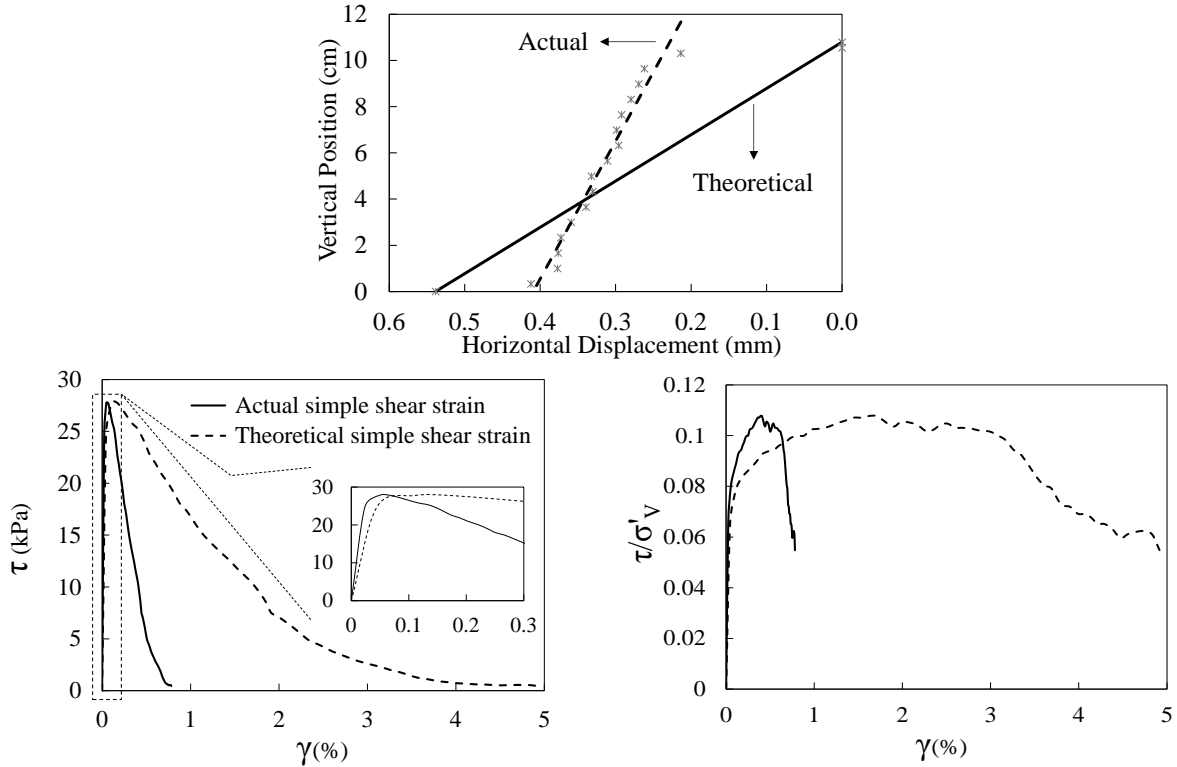 12
10
8
6
4
2
0
Vertical Position (cm)
Actual
Theoretical
0.6 0.5 0.4 0.3 0.2 0.1 0.0
Horizontal Displacement (mm)
30
25
20
15
10
5
0
τ (kPa)
Actual simple shear strain
Theoretical simple shear strain
30
20
10
0
0 0.1 0.2 0.3
0 1 2 3 4 5
γ(%)
0.12
0.1
0.08
0.06
0.04
0.02
0
τ/σ'V
0 1 2 3 4 5
γ(%)